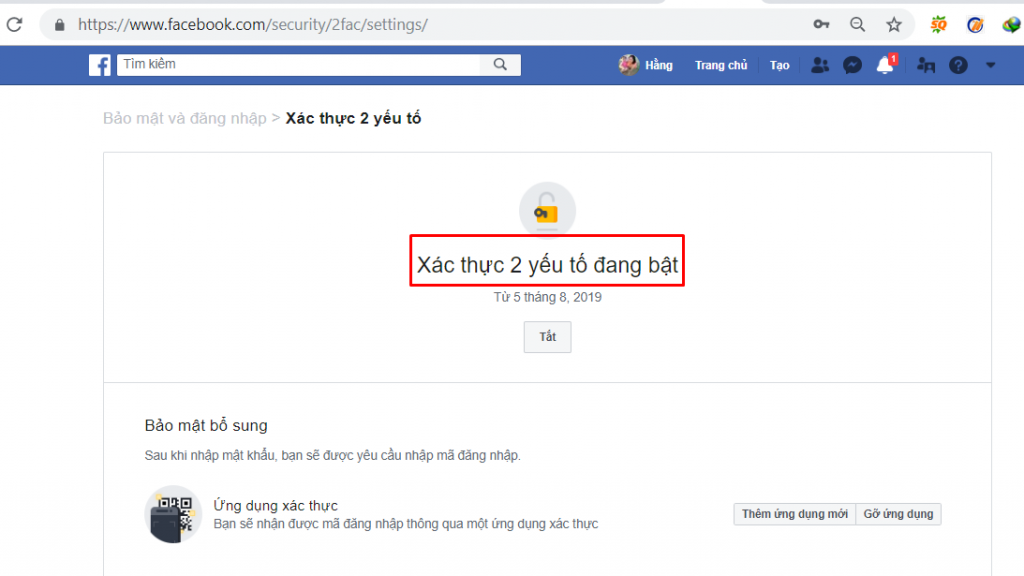 https://www.facebook.com/security/2fac/settings/
SQ
f Tìm kiếm Hằng Trang chủ Tạo 1 ?
Bảo mật và đăng nhập > Xác thực 2 yếu tố
Xác thực 2 yếu tố đang bật
Từ 5 tháng 8, 2019
Tắt
Bảo mật bổ sung
Sau khi nhập mật khẩu, bạn sẽ được yêu cầu nhập mã đăng nhập.
Ứng dụng xác thực
Bạn sẽ nhận được mã đăng nhập thông qua một ứng dụng xác thực
Thêm ứng dụng mới Gỡ ứng dụng